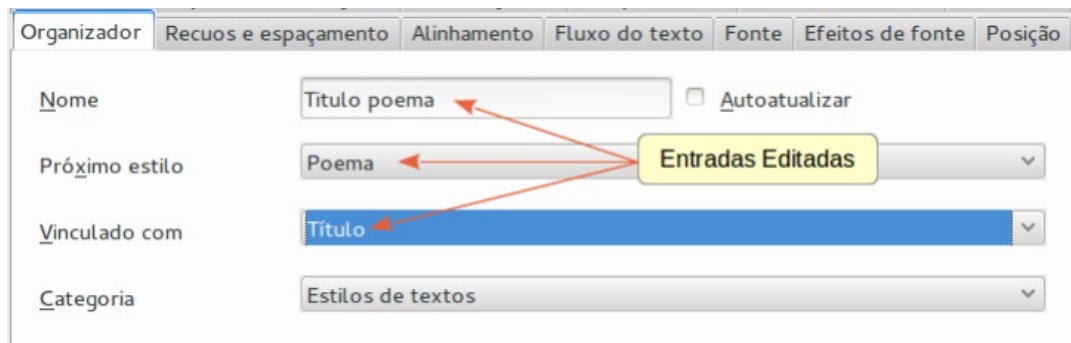 Organizador Recuos e espaçamento Alinhamento Fluxo do texto Fonte Efeitos de fonte Posição
Nome Titulo poema Autoatualizar
Próximo estilo Poema Entradas Editadas
Vinculado com Título
Categoria Estilos de textos